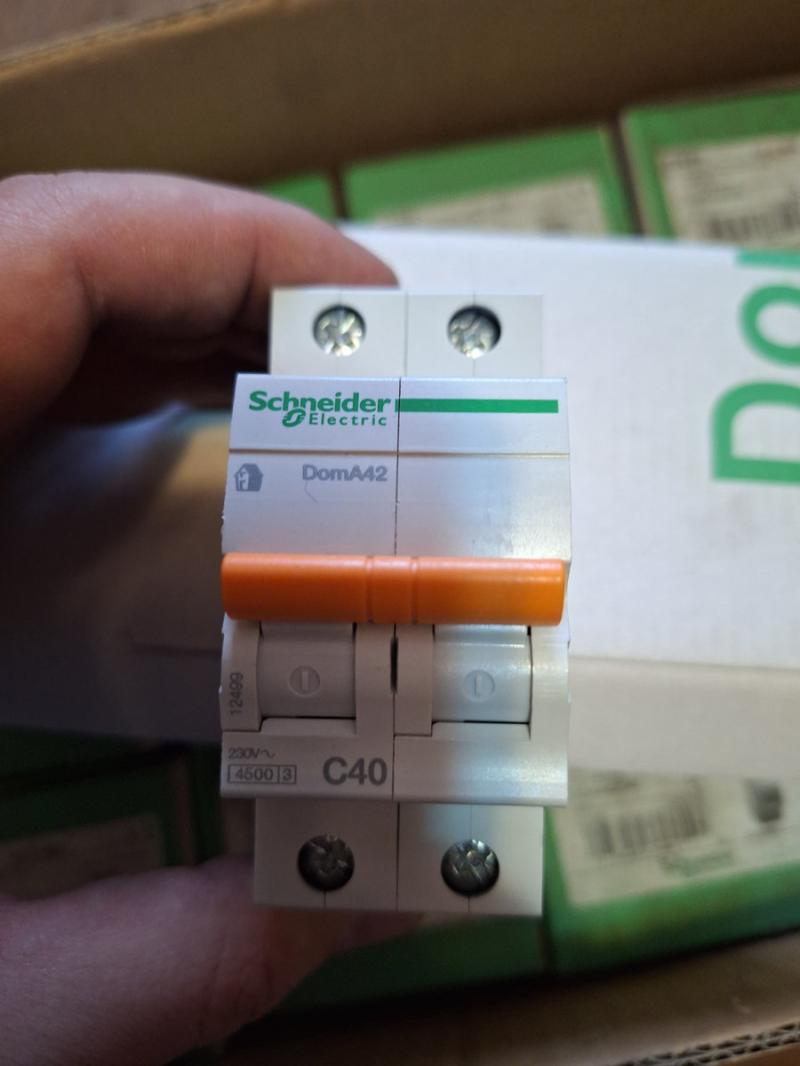 Schneider
Electric
DomA42
12499
230V~
4500 3
C40
Do